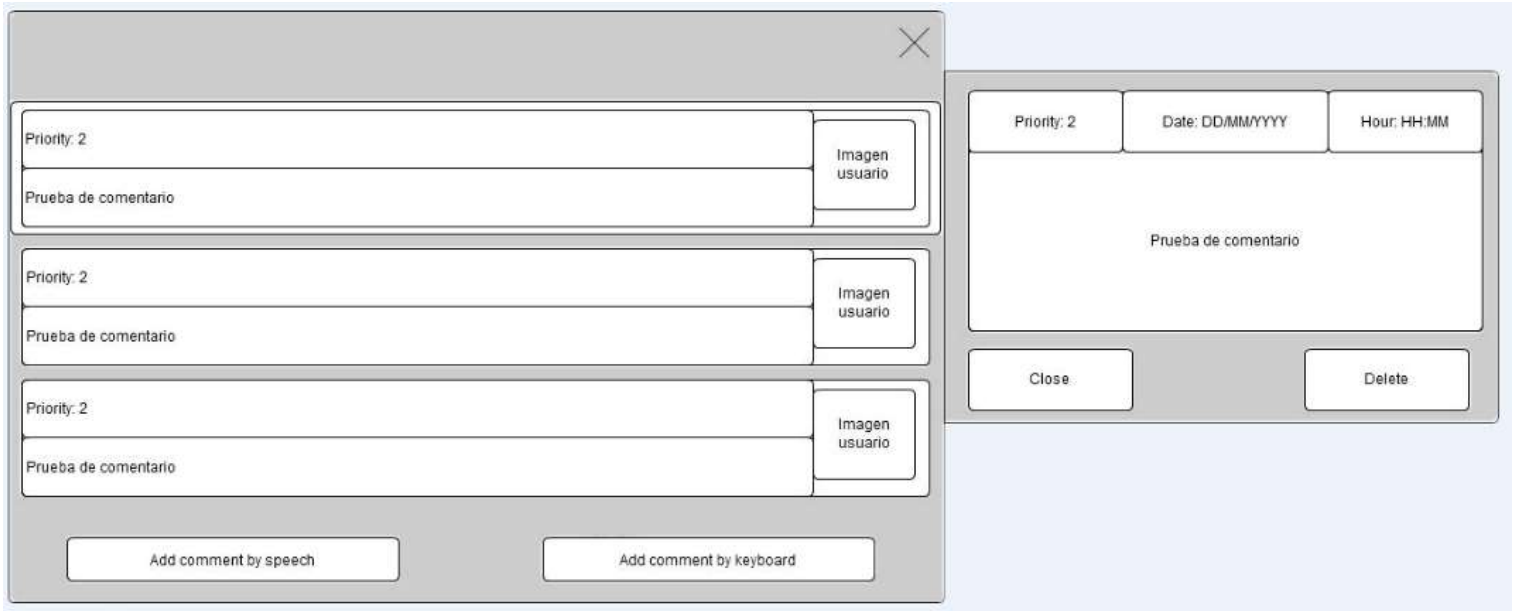 Priority: 2
Imagen
usuario
Prueba de comentario
Priority: 2
Imagen
usuario
Prueba de comentario
Priority: 2
Imagen
usuario
Prueba de comentario
Add comment by speech
Add comment by keyboard
Priority: 2
Date: DD/MM/YYYY
Hour: HH:MM
Prueba de comentario
Close
Delete